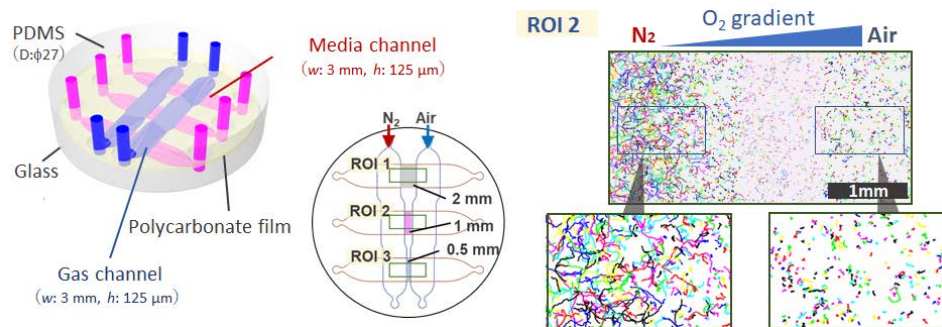 PDMS
(D:ϕ27)
Media channel
(w: 3 mm, h: 125 μm)
Glass
Polycarbonate film
Gas channel
(w: 3 mm, h: 125 μm)
N₂ Air
ROI 1
2 mm
ROI 2
1 mm
0.5 mm
ROI 3
ROI 2
O₂ gradient
N₂ Air
1mm